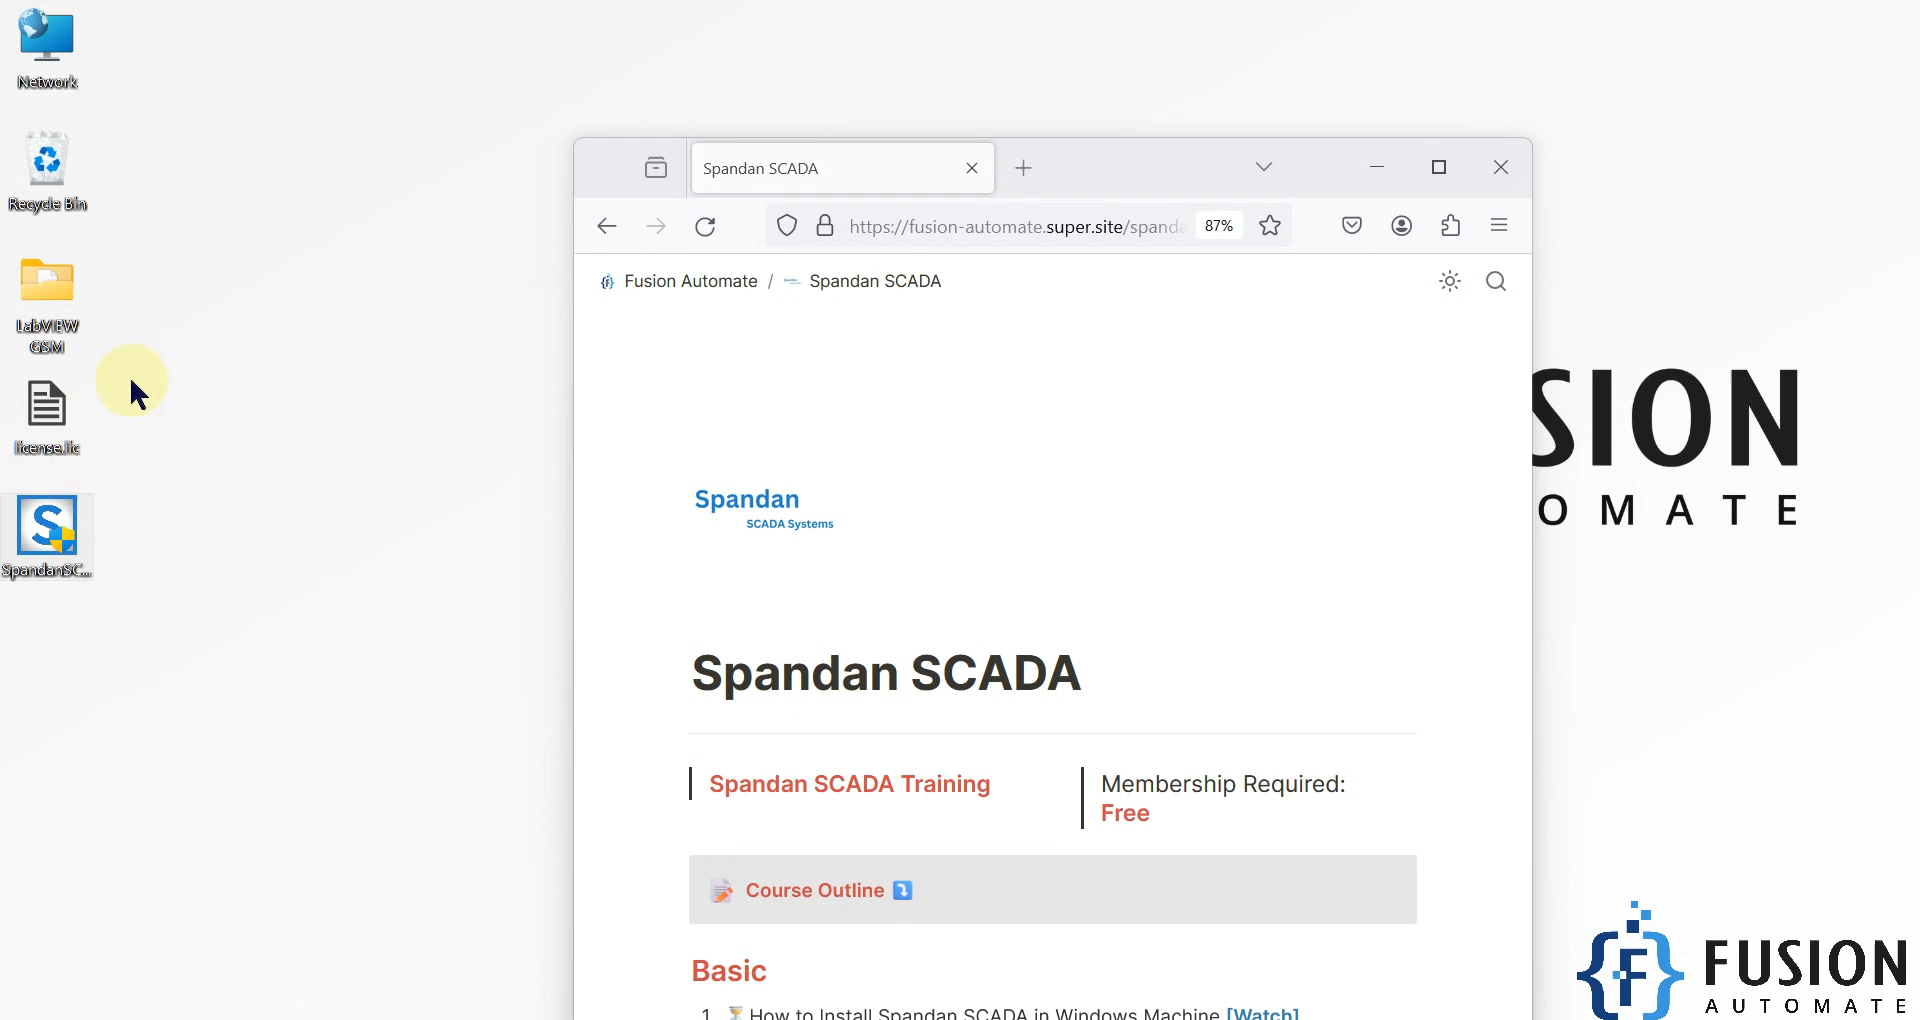 Network
Recycle Bin
LabVIEW
GSM
license.lic
SpandanSC...
Spandan SCADA
https://fusion-automate.super.site/spanda
87%
Fusion Automate / Spandan SCADA
Spandan
SCADA Systems
Spandan SCADA
Spandan SCADA Training
Membership Required:
Free
Course Outline
Basic
1. How to Install Spandan SCADA in Windows Machine [Watch]
SION
OMATE
FUSION
AUTOMATE